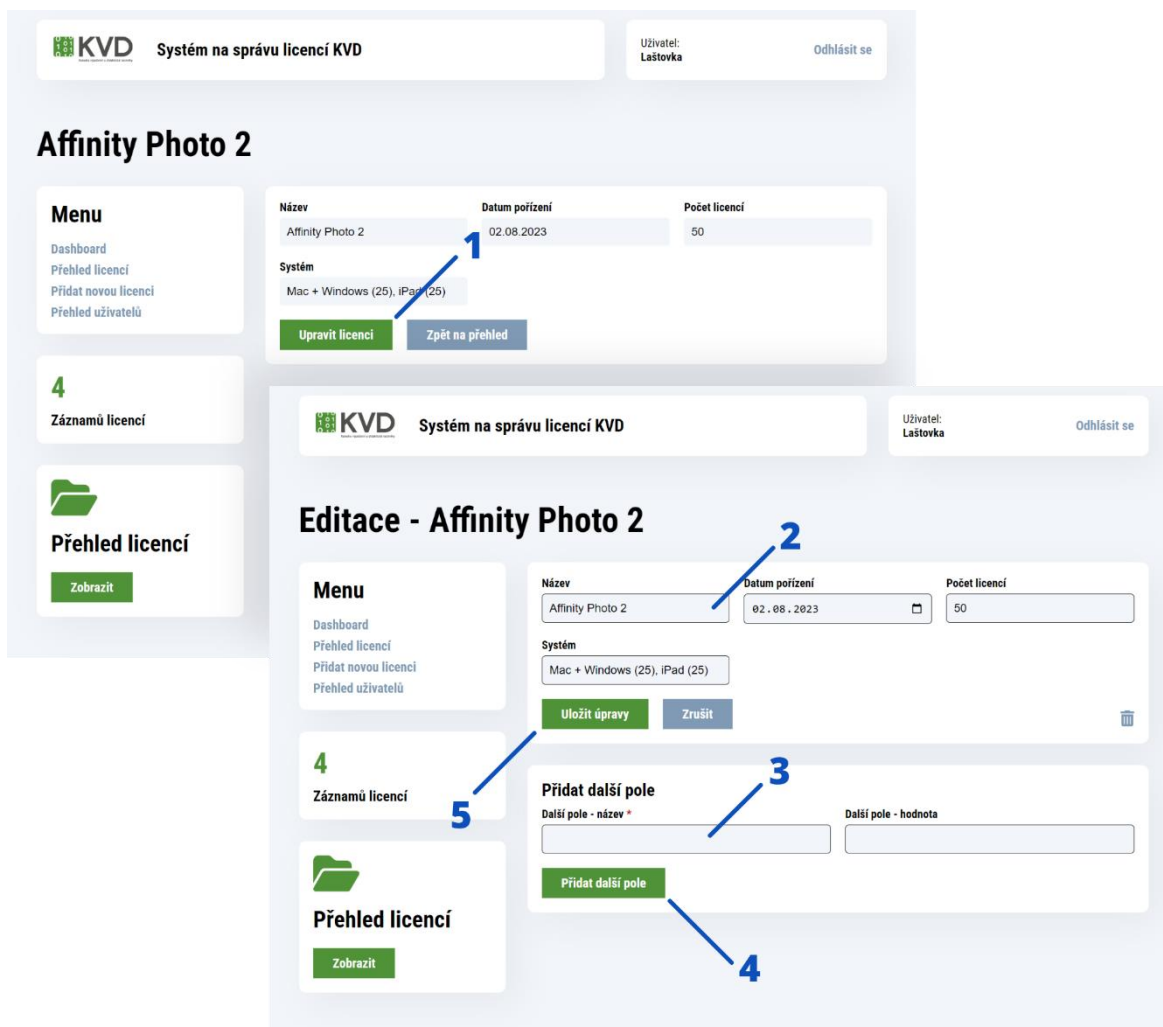 KVD
Systém na správu licencí KVD
Uživatel:
Laštovka
Odhlásit se
Affinity Photo 2
Menu
Dashboard
Přehled licencí
Přidat novou licenci
Přehled uživatelů
4
Záznamů licencí
Přehled licencí
Zobrazit
Název
Datum pořízení
Počet licencí
Affinity Photo 2
02.08.2023
50
1
Systém
Mac + Windows (25), iPad (25)
Upravit licenci
Zpět na přehled
KVD
Systém na správu licencí KVD
Uživatel:
Laštovka
Odhlásit se
Editace - Affinity Photo 2
2
Menu
Dashboard
Přehled licencí
Přidat novou licenci
Přehled uživatelů
4
Záznamů licencí
Přehled licencí
Zobrazit
Název
Datum pořízení
Počet licencí
Affinity Photo 2
02.08.2023
50
Systém
Mac + Windows (25), iPad (25)
Uložit úpravy
Zrušit
5
3
Přidat další pole
Další pole - název *
Další pole - hodnota
Přidat další pole
4